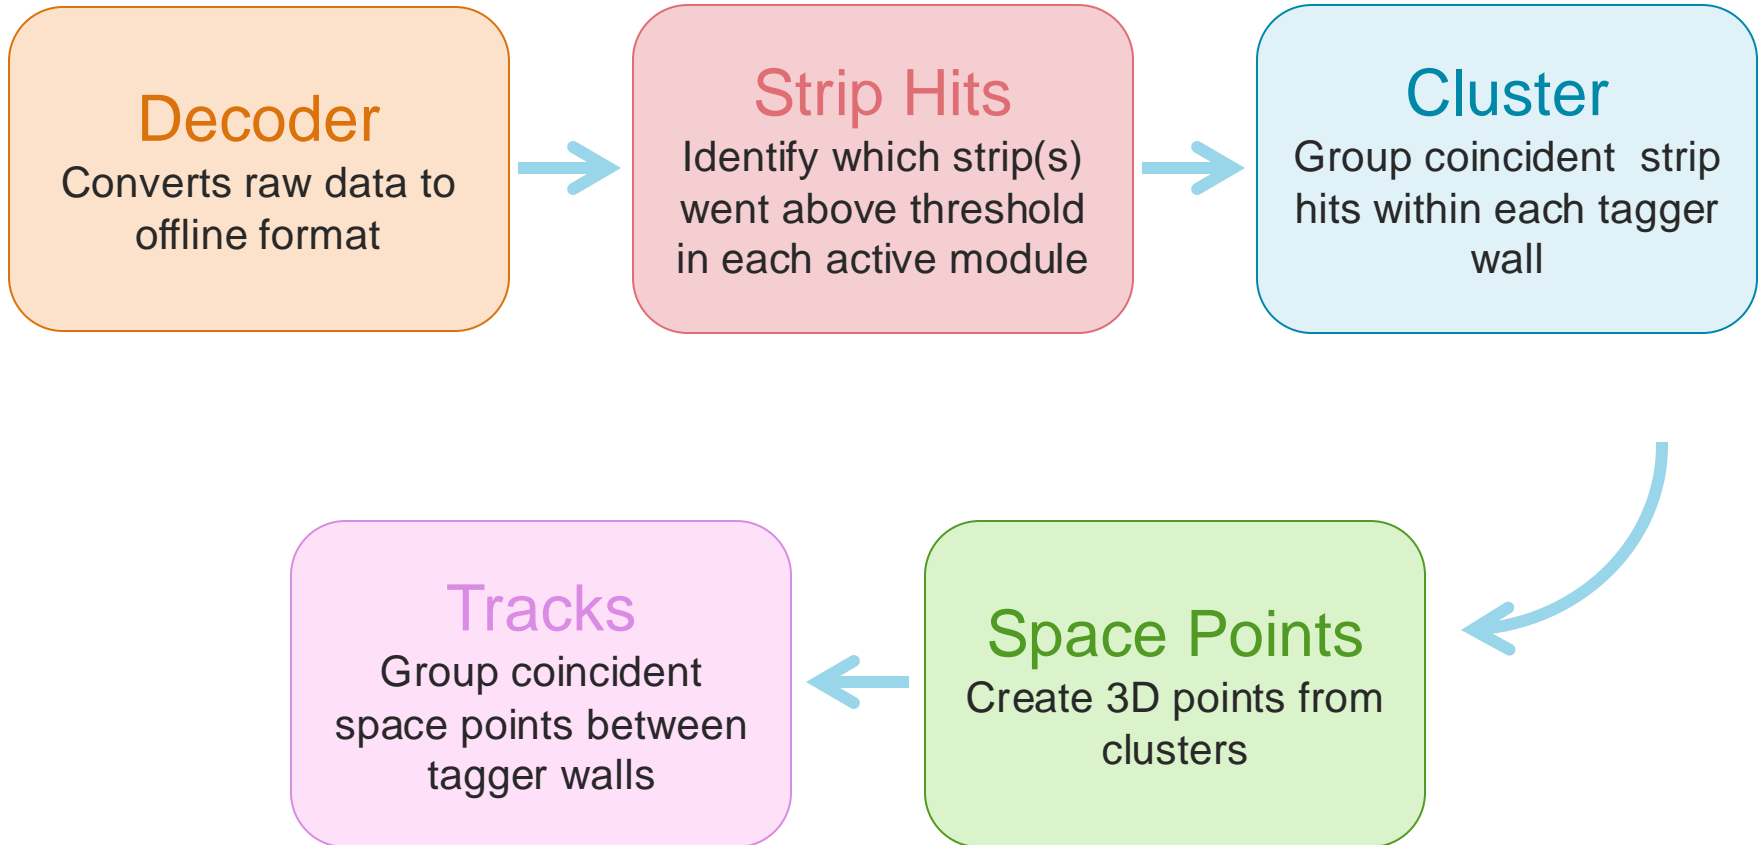 Decoder
Converts raw data to
offline format
Strip Hits
Identify which strip(s)
went above threshold
in each active module
Cluster
Group coincident  strip
hits within each tagger
wall
Space Points
Create 3D points from
clusters
Tracks
Group coincident
space points between
tagger walls